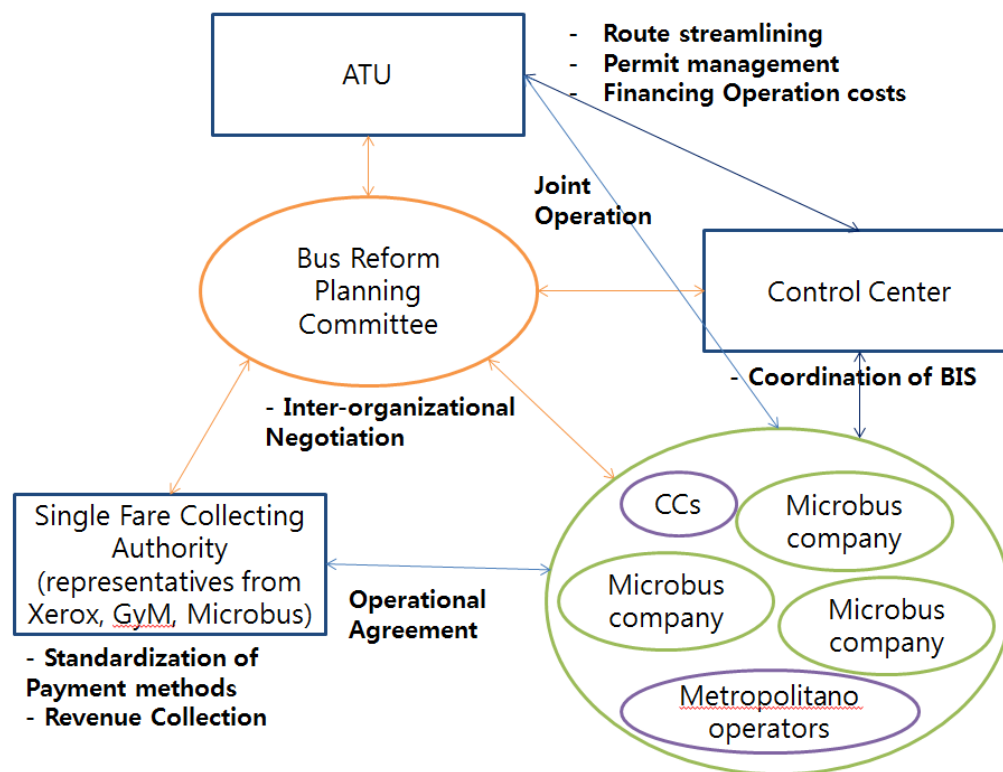 ATU
- Route streamlining
- Permit management
- Financing Operation costs
Joint
Operation
Bus Reform
Planning
Committee
Control Center
- Coordination of BIS
- Inter-organizational
Negotiation
Single Fare Collecting
Authority
(representatives from
Xerox, GyM, Microbus)
Operational
Agreement
- Standardization of
Payment methods
- Revenue Collection
CCs
Microbus
company
Microbus
company
Microbus
company
Metropolitano
operators